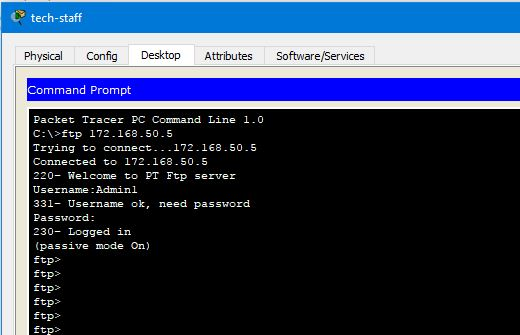 tech-staff
Physical Config Desktop Attributes Software/Services
Command Prompt
Packet Tracer PC Command Line 1.0
C:\>ftp 172.168.50.5
Trying to connect...172.168.50.5
Connected to 172.168.50.5
220- Welcome to PT Ftp server
Username:Admin1
331- Username ok, need password
Password:
230- Logged in
(passive mode On)
ftp>
ftp>
ftp>
ftp>
ftp>
ftp>